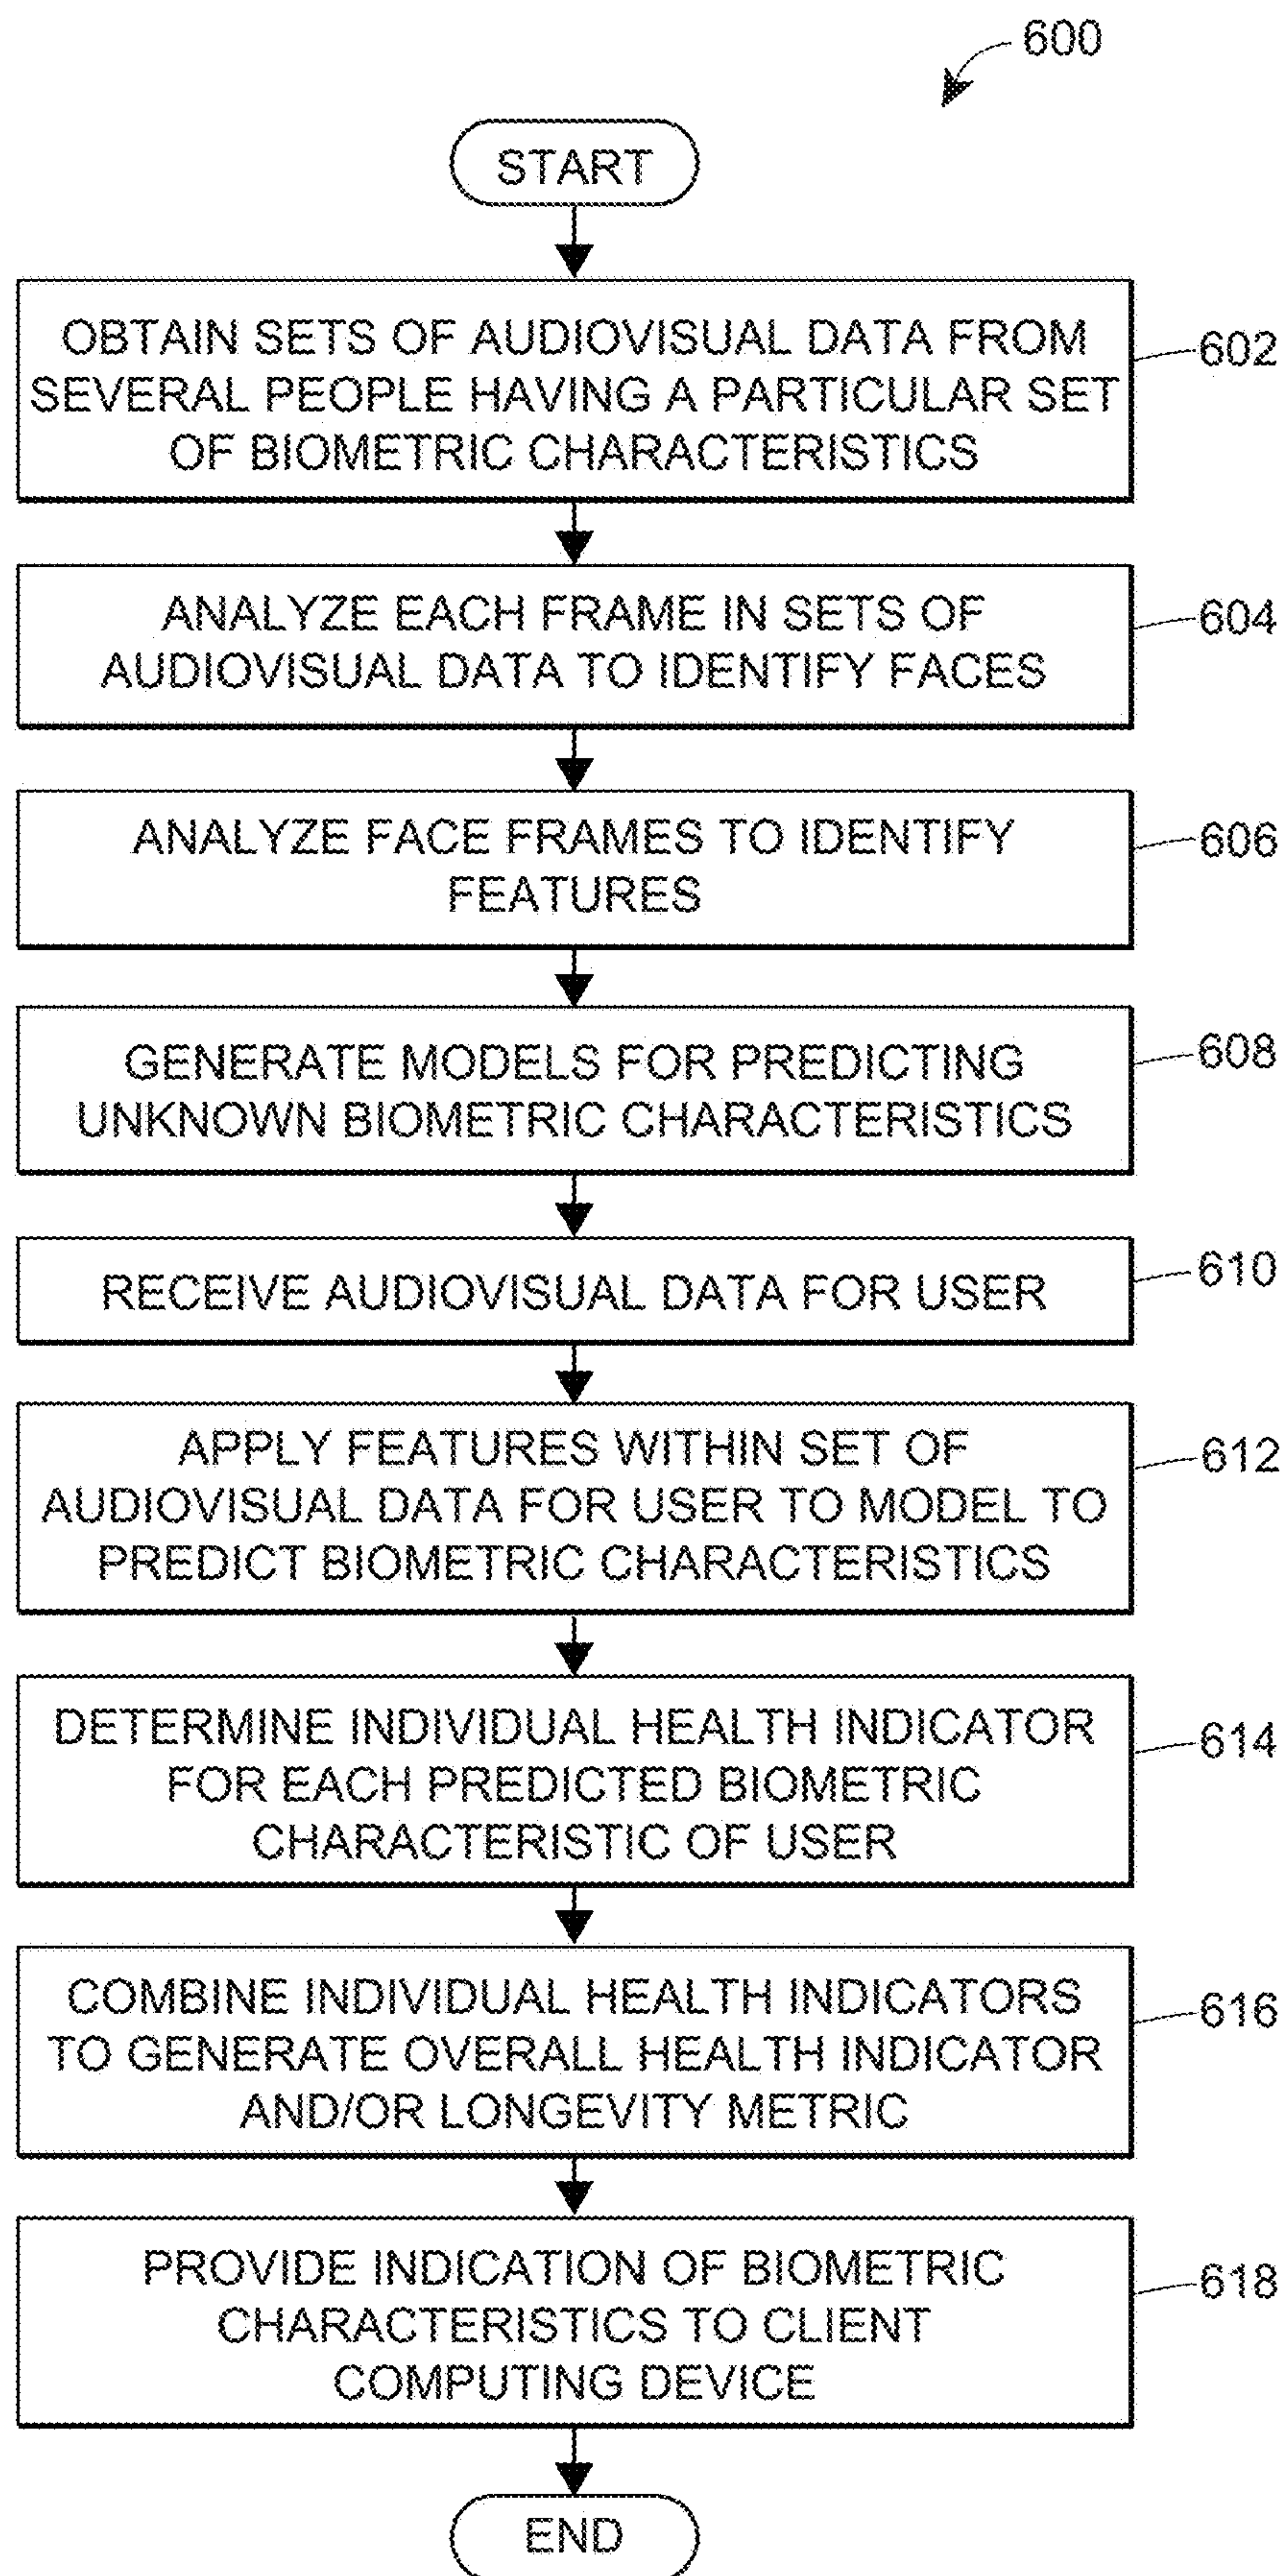 600
START
OBTAIN SETS OF AUDIOVISUAL DATA FROM
SEVERAL PEOPLE HAVING A PARTICULAR SET
OF BIOMETRIC CHARACTERISTICS
602
ANALYZE EACH FRAME IN SETS OF
AUDIOVISUAL DATA TO IDENTIFY FACES
604
ANALYZE FACE FRAMES TO IDENTIFY
FEATURES
606
GENERATE MODELS FOR PREDICTING
UNKNOWN BIOMETRIC CHARACTERISTICS
608
RECEIVE AUDIOVISUAL DATA FOR USER
610
APPLY FEATURES WITHIN SET OF
AUDIOVISUAL DATA FOR USER TO MODEL TO
PREDICT BIOMETRIC CHARACTERISTICS
612
DETERMINE INDIVIDUAL HEALTH INDICATOR
FOR EACH PREDICTED BIOMETRIC
CHARACTERISTIC OF USER
614
COMBINE INDIVIDUAL HEALTH INDICATORS
TO GENERATE OVERALL HEALTH INDICATOR
AND/OR LONGEVITY METRIC
616
PROVIDE INDICATION OF BIOMETRIC
CHARACTERISTICS TO CLIENT
COMPUTING DEVICE
618
END